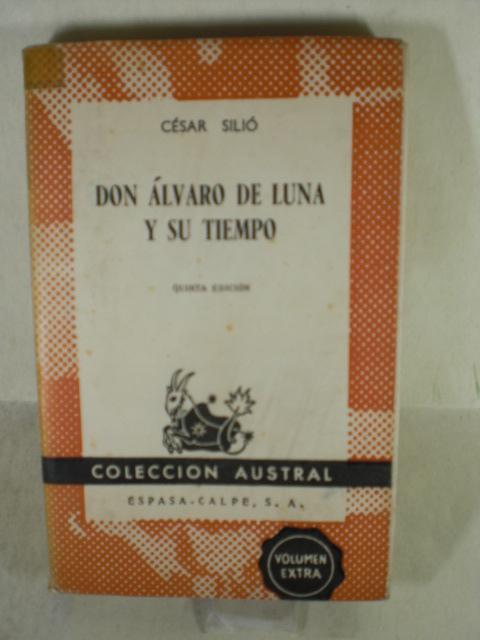 CÉSAR SILIÓ
DON ÁLVARO DE LUNA
Y SU TIEMPO
QUINTA EDICIÓN
COLECCION AUSTRAL
ESPASA-CALPE, S. A.
VOLUMEN
EXTRA